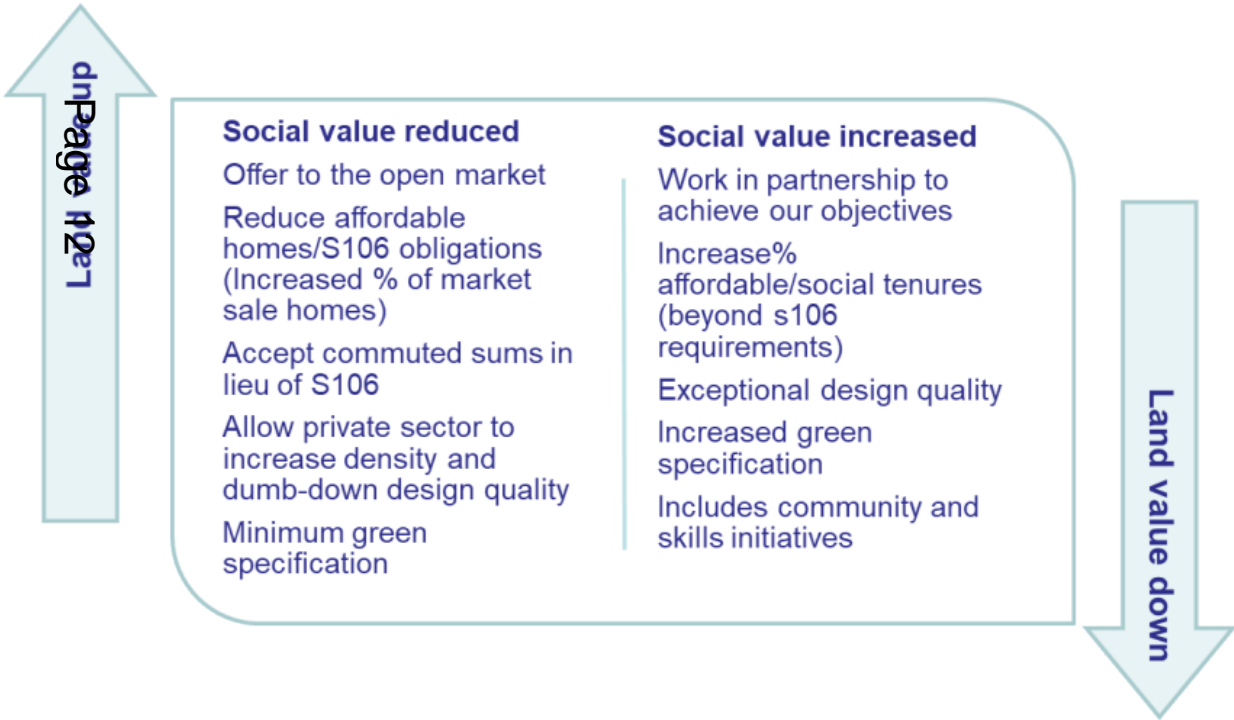 Land value up
Page 12
Social value reduced
Offer to the open market
Reduce affordable
homes/S106 obligations
(Increased % of market
sale homes)
Accept commuted sums in
lieu of S106
Allow private sector to
increase density and
dumb-down design quality
Minimum green
specification
Social value increased
Work in partnership to
achieve our objectives
Increase%
affordable/social tenures
(beyond s106
requirements)
Exceptional design quality
Increased green
specification
Includes community and
skills initiatives
Land value down